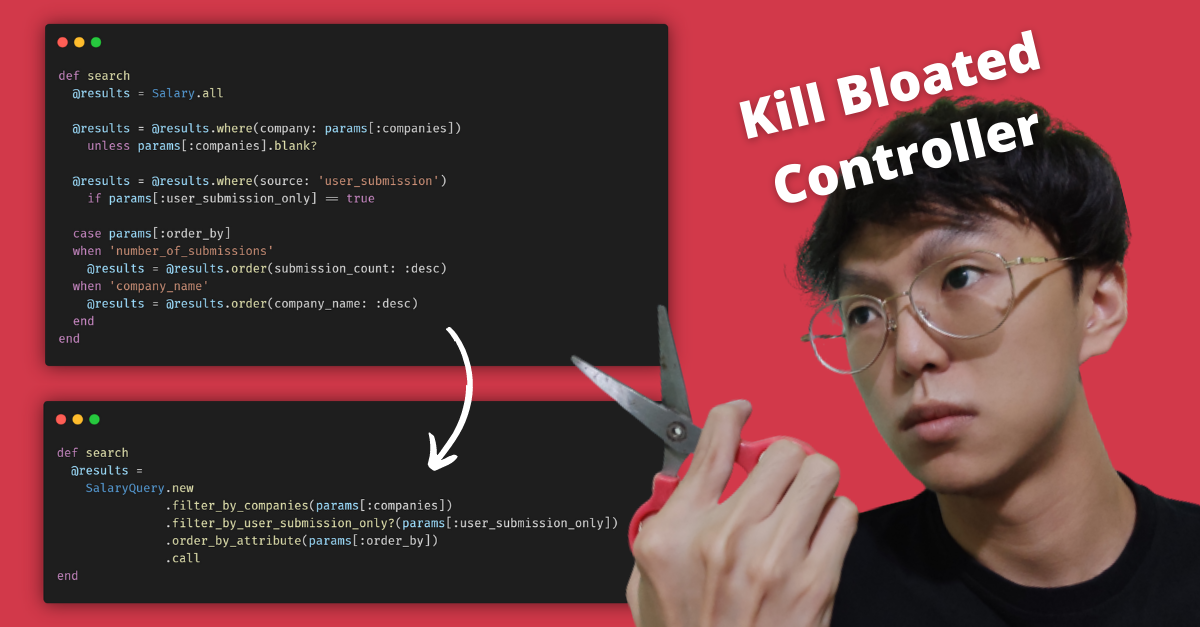 def search
  @results = Salary.all
  @results = @results.where(company: params[:companies])
    unless params[:companies].blank?
  @results = @results.where(source: 'user_submission')
    if params[:user_submission_only] == true
  case params[:order_by]
  when 'number_of_submissions'
    @results = @results.order(submission_count: :desc)
  when 'company_name'
    @results = @results.order(company_name: :desc)
  end
end
def search
  @results =
    SalaryQuery.new
               .filter_by_companies(params[:companies])
               .filter_by_user_submission_only?(params[:user_submission_only])
               .order_by_attribute(params[:order_by])
               .call
end
Kill Bloated
Controller